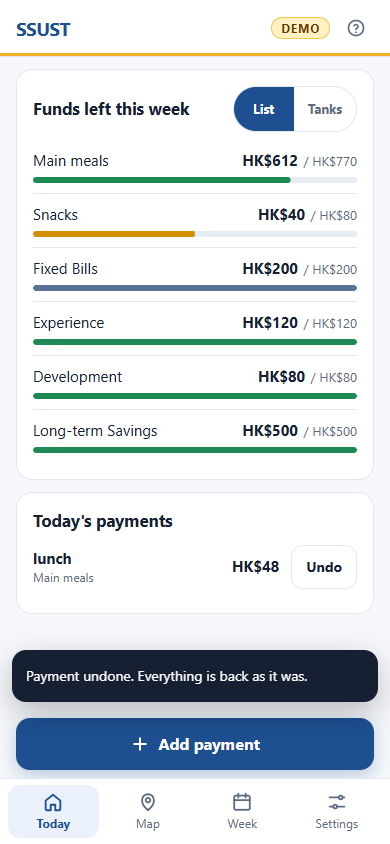 SSUST
DEMO
Funds left this week
List
Tanks
Main meals
HK$612 / HK$770
Snacks
HK$40 / HK$80
Fixed Bills
HK$200 / HK$200
Experience
HK$120 / HK$120
Development
HK$80 / HK$80
Long-term Savings
HK$500 / HK$500
Today's payments
lunch
Main meals
HK$48
Undo
Payment undone. Everything is back as it was.
+ Add payment
Today
Map
Week
Settings